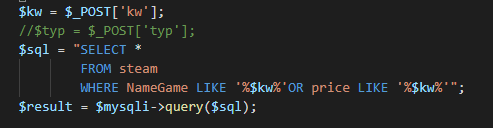 $kw = $_POST['kw'];
//$typ = $_POST['typ'];
$sql = "SELECT *
FROM steam
WHERE NameGame LIKE '%$kw%'OR price LIKE '%$kw%'";
$result = $mysqli->query($sql);